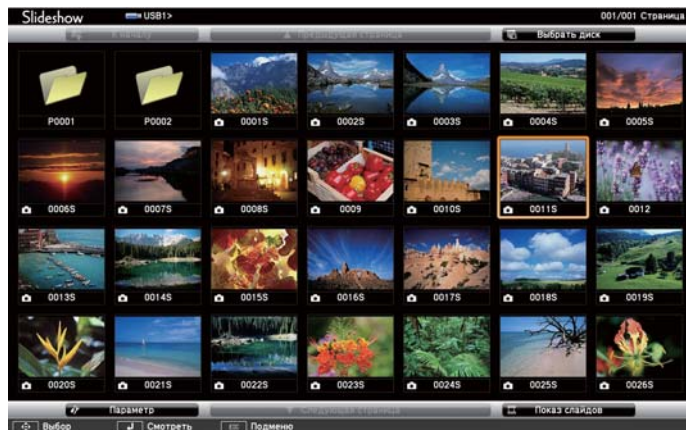 Slideshow USB1> 001/001 Страница
К началу Предыдущая страница Выбрать диск
P0001 P0002 0001S 0002S 0003S 0004S 0005S
0006S 0007S 0008S 0009 0010S 0011S 0012
0013S 0014S 0015S 0016S 0017S 0018S 0019S
0020S 0021S 0022S 0023S 0024S 0025S 0026S
Параметр Следующая страница Показ слайдов
Выбор Смотреть Esc Подменю